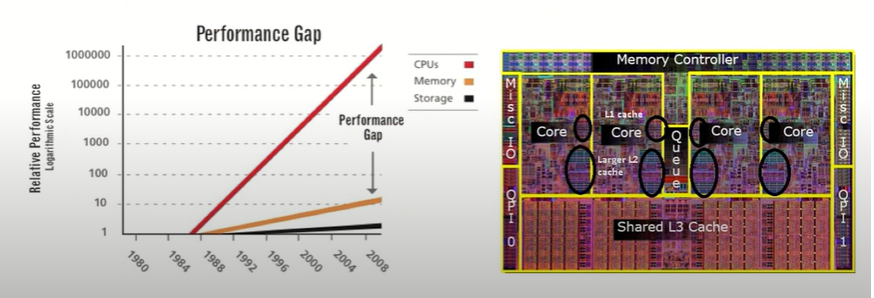 Performance Gap
Relative Performance
Logarithmic Scale
1000000
100000
10000
1000
100
10
1
1980
1984
1988
1992
1996
2000
2004
2008
CPUs
Memory
Storage
Performance
Gap
Memory Controller
Misc IO
QPI 0
Core
Core
Core
Core
L1 cache
Larger L2
cache
Queue
Shared L3 Cache
Misc IO
QPI 1